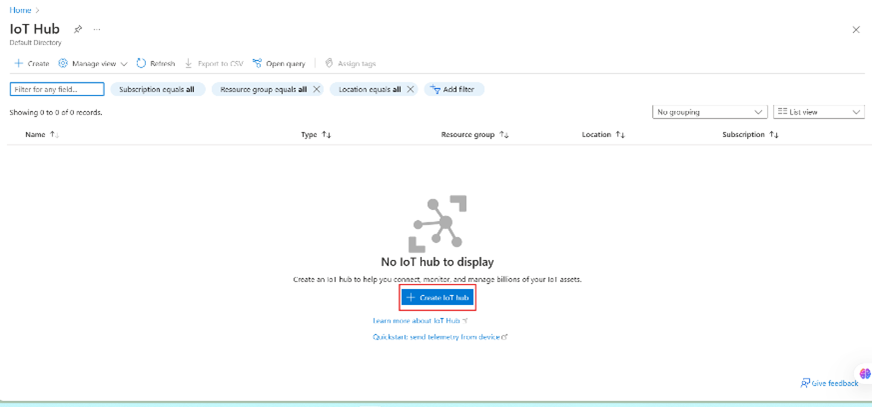 Home >
IoT Hub ...
Default Directory
Create Manage view Refresh Export to CSV Open query Assign tags
Filter for any field... Subscription equals all Resource group equals all Location equals all Add filter
Showing 0 to 0 of 0 records. No grouping List view
Name ↑↓ Type ↑↓ Resource group ↑↓ Location ↑↓ Subscription ↑↓
No IoT hub to display
Create an IoT hub to help you connect, monitor, and manage billions of your IoT assets.
+ Create IoT hub
Learn more about IoT Hub
Quickstart: send telemetry from device
Give feedback